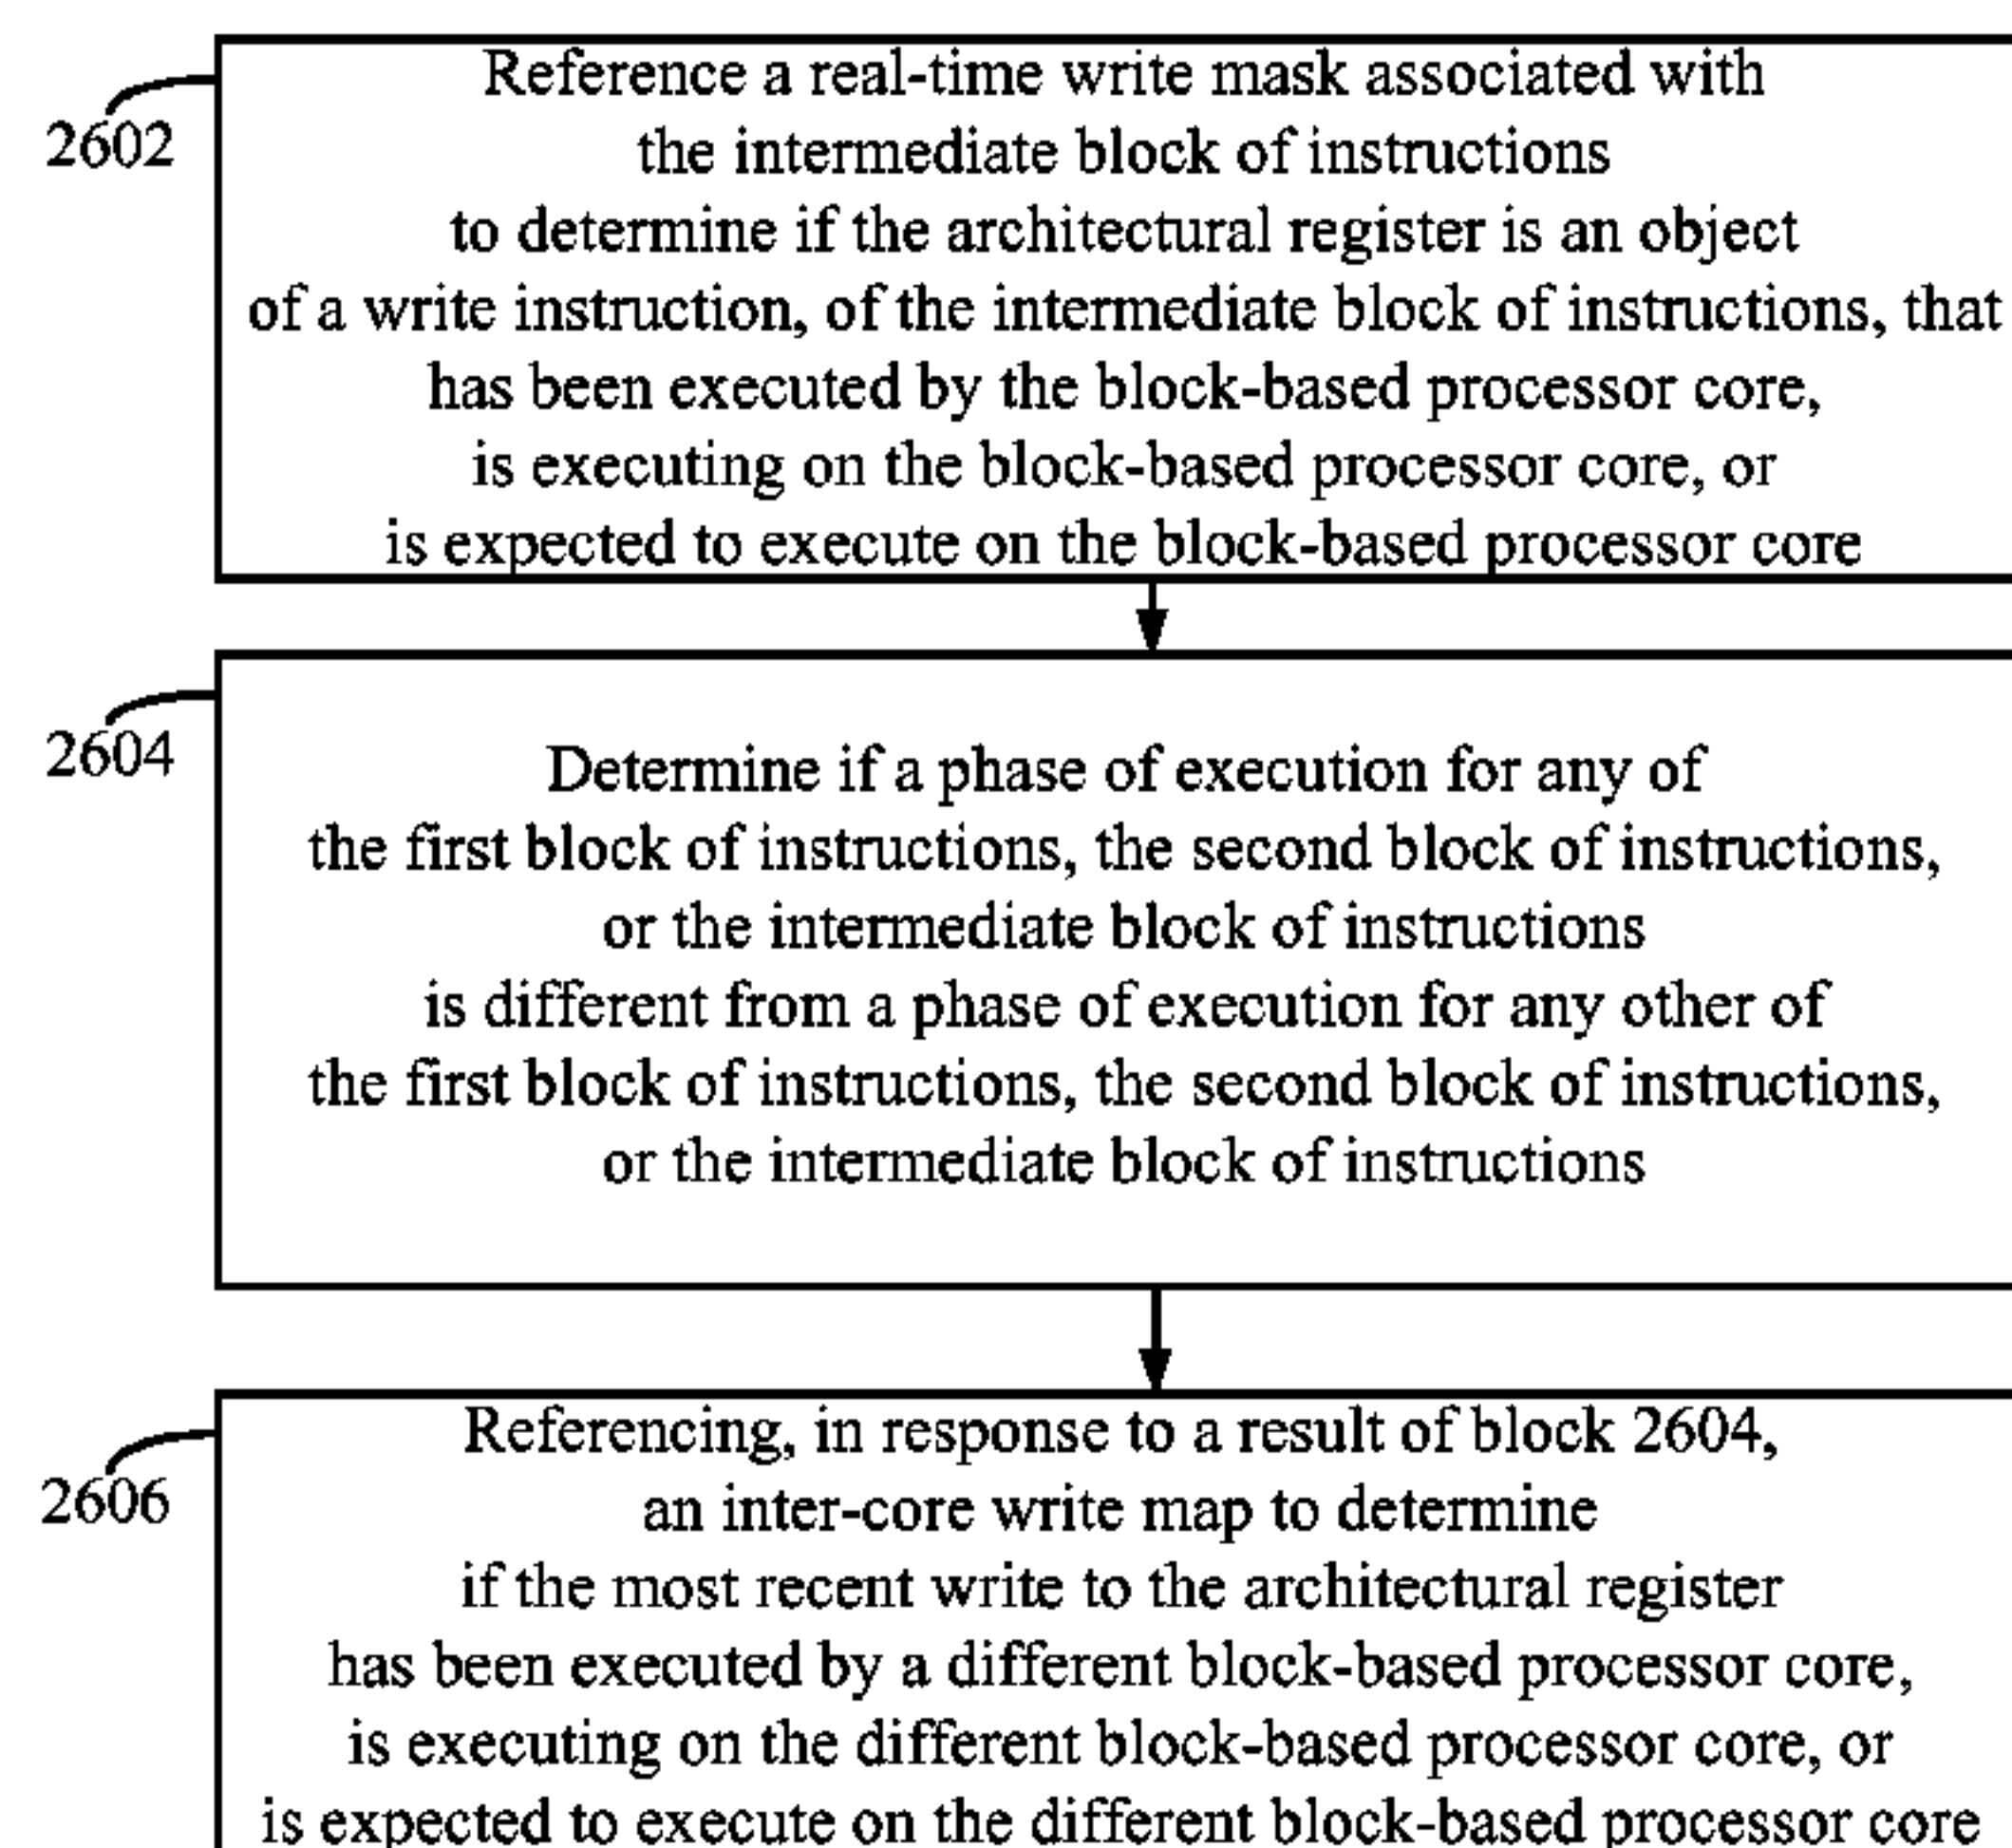 Reference a real-time write mask associated with
the intermediate block of instructions
to determine if the architectural register is an object
of a write instruction, of the intermediate block of instructions, that
has been executed by the block-based processor core,
is executing on the block-based processor core, or
is expected to execute on the block-based processor core
2602
Determine if a phase of execution for any of
the first block of instructions, the second block of instructions,
or the intermediate block of instructions
is different from a phase of execution for any other of
the first block of instructions, the second block of instructions,
or the intermediate block of instructions
2604
Referencing, in response to a result of block 2604,
an inter-core write map to determine
if the most recent write to the architectural register
has been executed by a different block-based processor core,
is executing on the different block-based processor core, or
is expected to execute on the different block-based processor core
2606